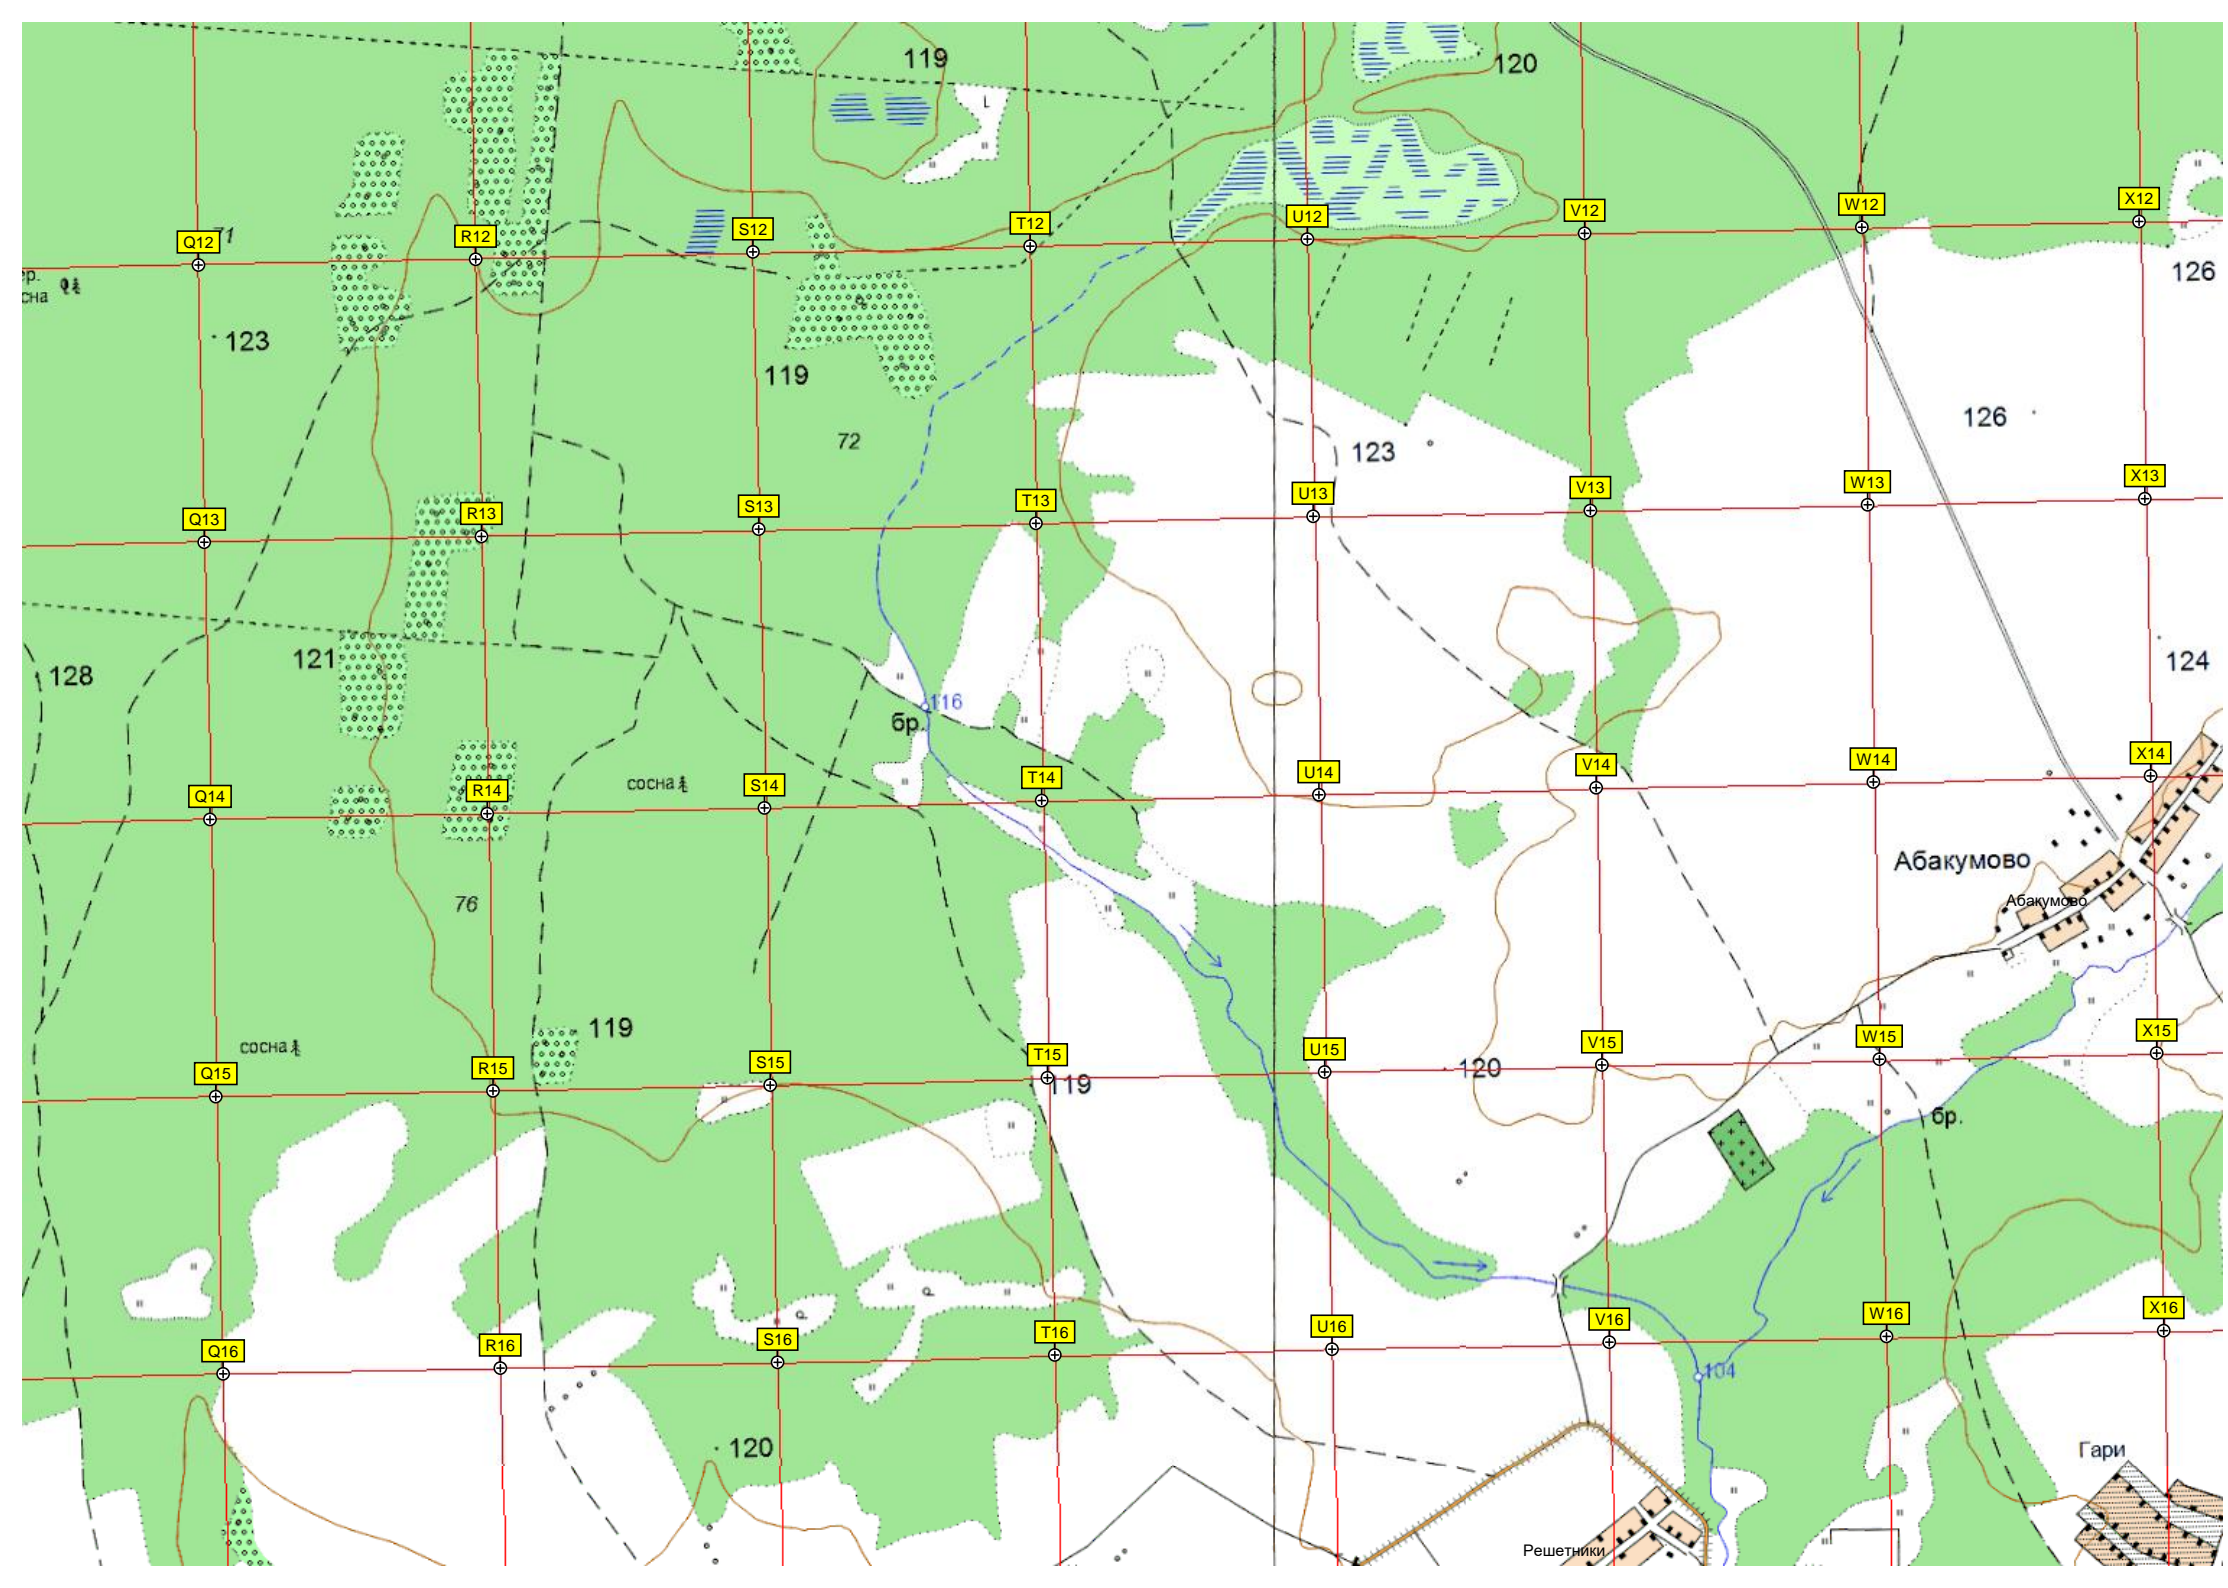 119
120
L
Q12
71
R12
S12
T12
U12
V12
W12
X12
р.
сна
123
119
126
126
72
123
Q13
R13
S13
T13
U13
V13
W13
X13
128
121
124
116
бр.
Q14
R14
сосна
S14
T14
U14
V14
W14
X14
Абакумово
Абакумово
76
119
сосна
Q15
R15
S15
T15
119
U15
120
V15
W15
X15
бр.
Q16
R16
S16
T16
U16
V16
W16
X16
104
120
Гари
Решетники